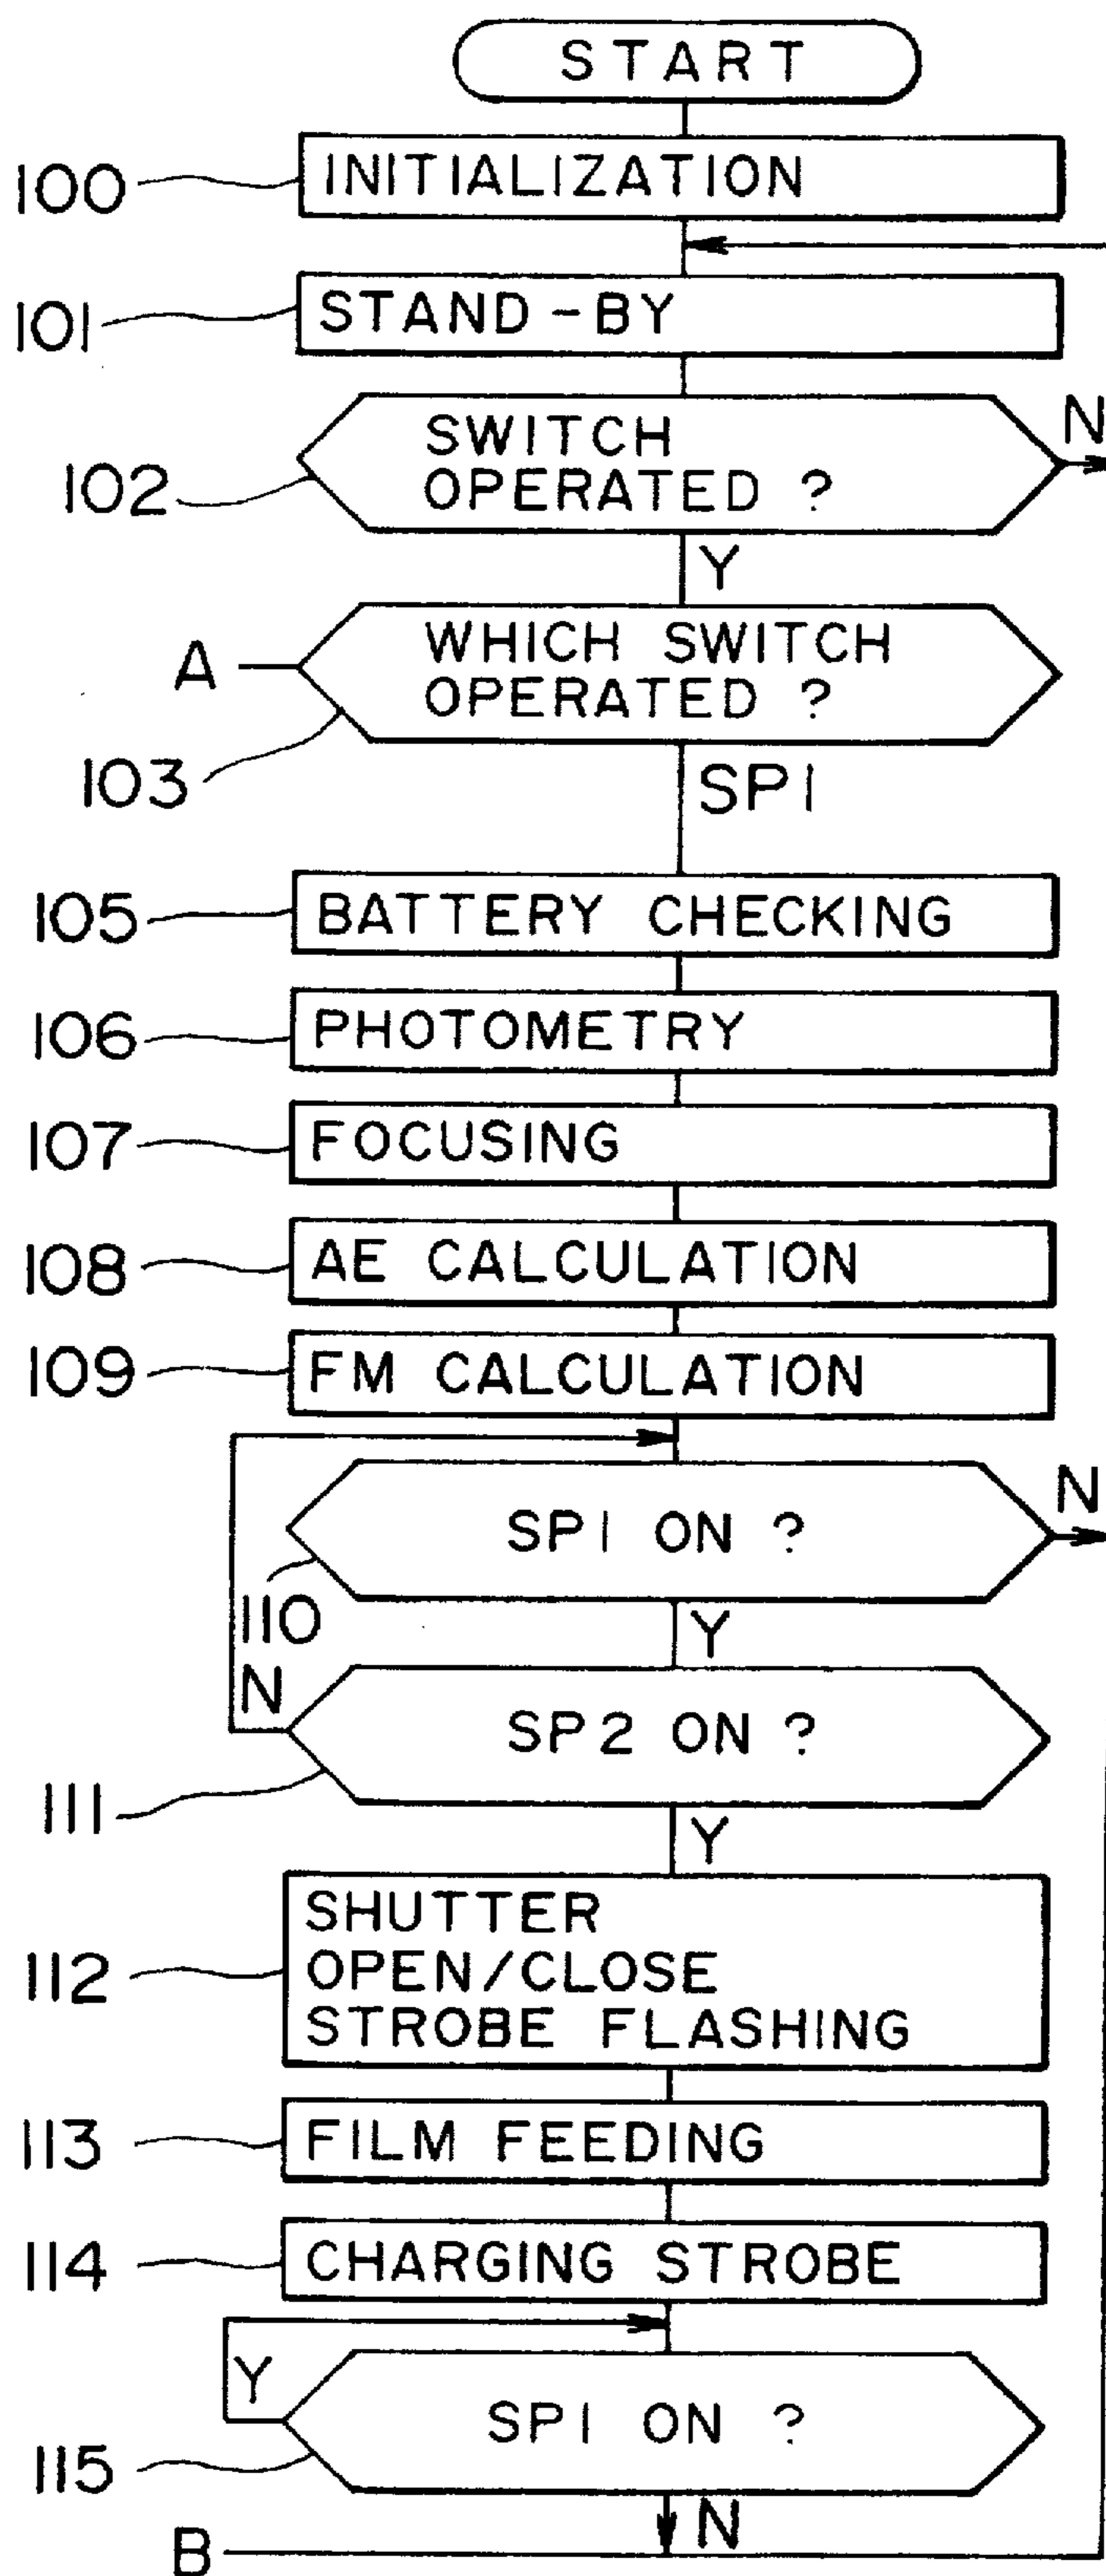 START
100 INITIALIZATION
101 STAND-BY
102 SWITCH
OPERATED ?
N
Y
A WHICH SWITCH
OPERATED ?
103
SP1
105 BATTERY CHECKING
106 PHOTOMETRY
107 FOCUSING
108 AE CALCULATION
109 FM CALCULATION
SP1 ON ?
N
110
Y
N
SP2 ON ?
111
Y
112 SHUTTER
OPEN/CLOSE
STROBE FLASHING
113 FILM FEEDING
114 CHARGING STROBE
Y
SP1 ON ?
115
N
B